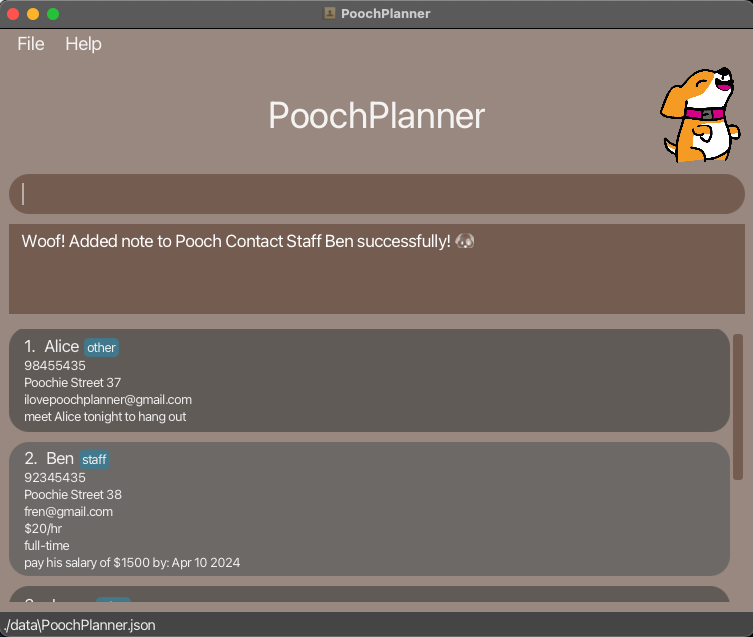 PoochPlanner
File Help
PoochPlanner
Woof! Added note to Pooch Contact Staff Ben successfully! 🐶
1. Alice other
98455435
Poochie Street 37
ilovepoochplanner@gmail.com
meet Alice tonight to hang out
2. Ben staff
92345435
Poochie Street 38
fren@gmail.com
$20/hr
full-time
pay his salary of $1500 by: Apr 10 2024
./data\PoochPlanner.json